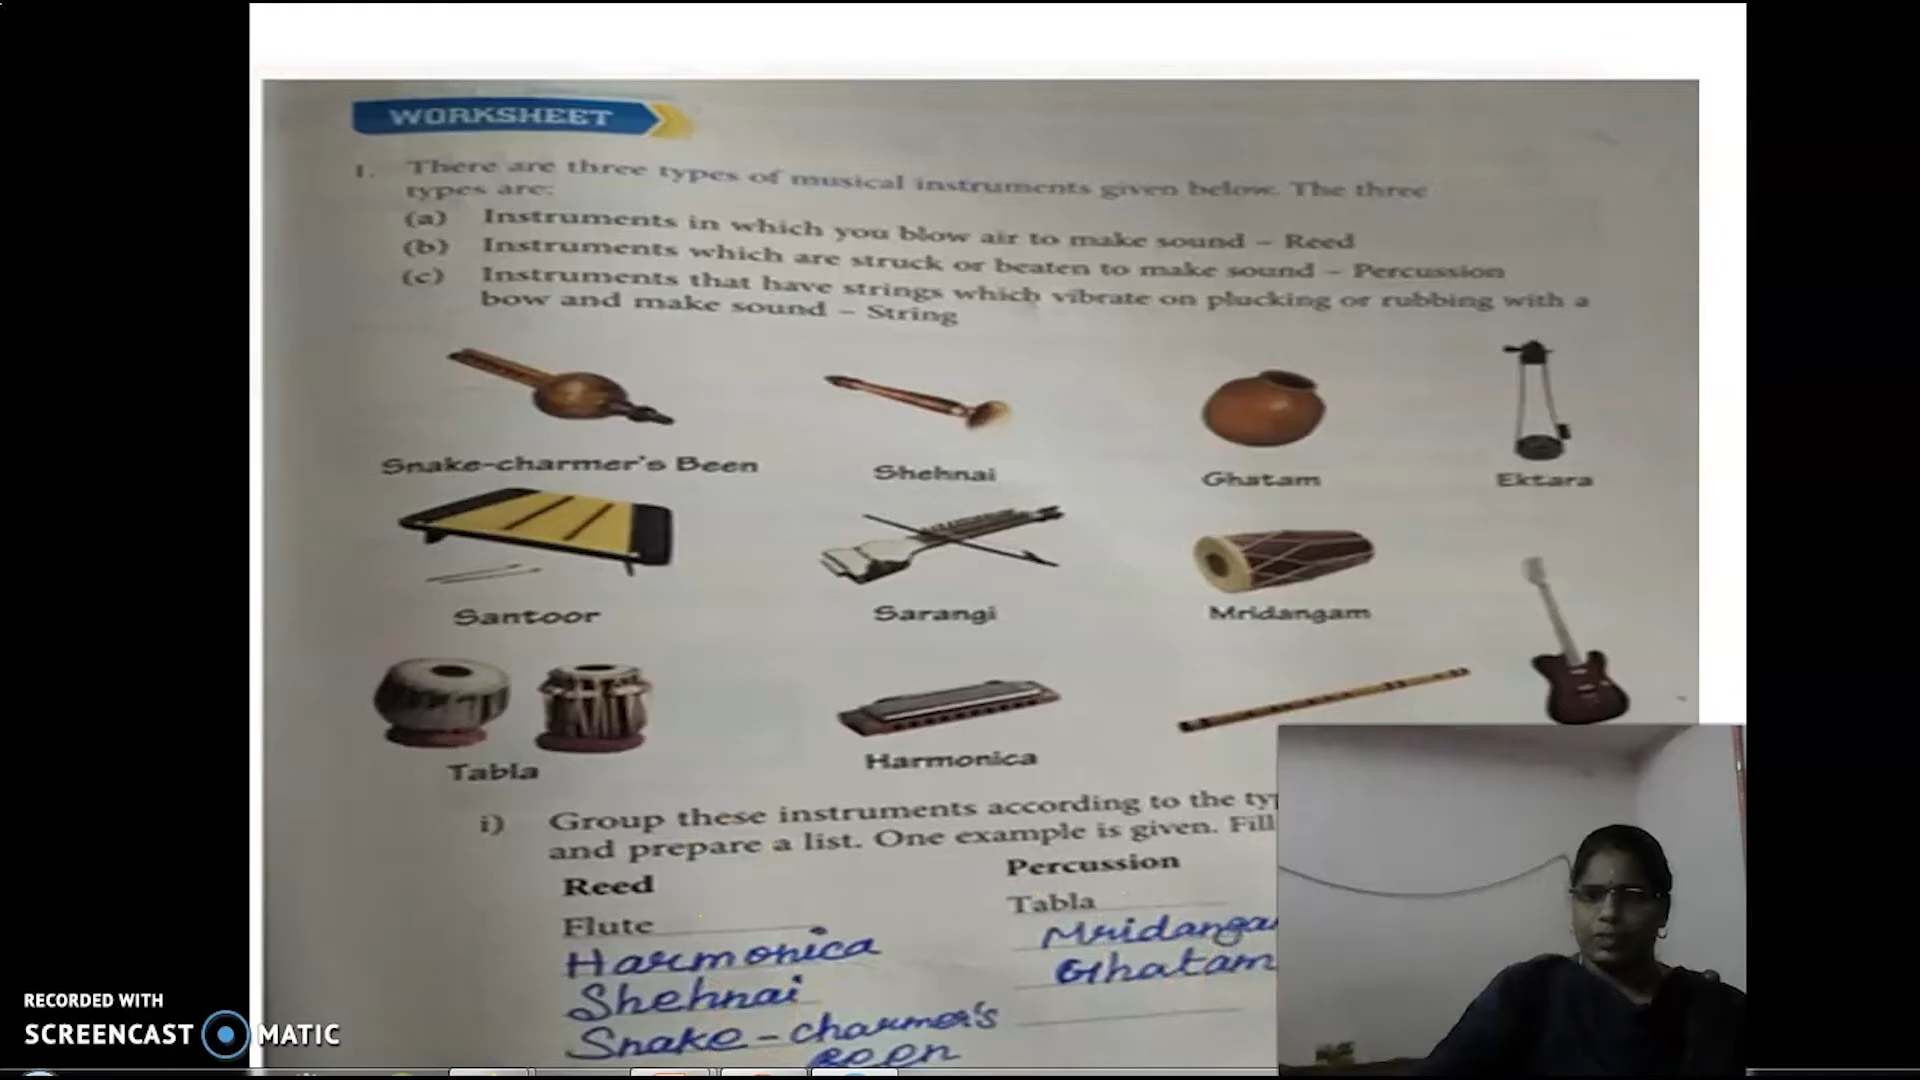 WORKSHEET
1. There are three types of musical instruments given below. The three
types are:
(a) Instruments in which you blow air to make sound – Reed
(b) Instruments which are struck or beaten to make sound – Percussion
(c) Instruments that have strings which vibrate on plucking or rubbing with a
bow and make sound – String
Snake-charmer's Been Shehnai Ghatam Ektara
Santoor Sarangi Mridangam
Tabla Harmonica
i) Group these instruments according to the
and prepare a list. One example is given. Fill
Reed Percussion
Flute Tabla
Harmonica
Shehnai Ghatam
Snake-charmer's
Been
RECORDED WITH
SCREENCAST MATIC